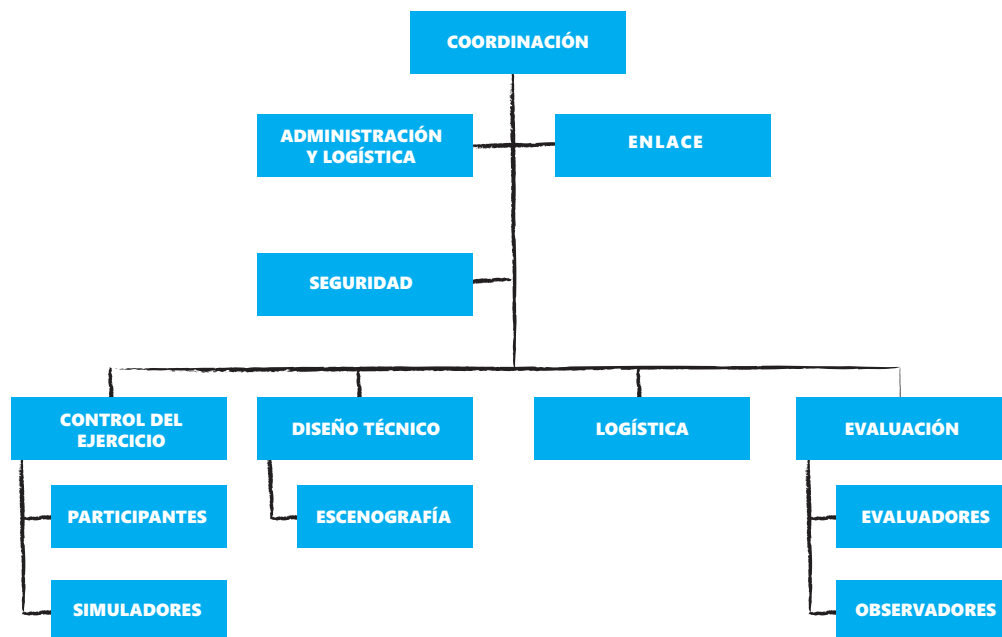 COORDINACIÓN
ADMINISTRACIÓN
Y LOGÍSTICA
ENLACE
SEGURIDAD
CONTROL DEL
EJERCICIO
DISEÑO TÉCNICO
LOGÍSTICA
EVALUACIÓN
PARTICIPANTES
ESCENOGRAFÍA
EVALUADORES
SIMULADORES
OBSERVADORES